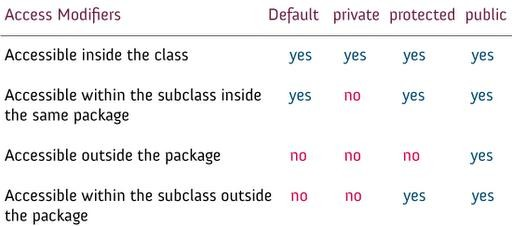 Access Modifiers Default private protected public
Accessible inside the class yes yes yes yes
Accessible within the subclass inside yes no yes yes
the same package
Accessible outside the package no no no yes
Accessible within the subclass outside no no yes yes
the package